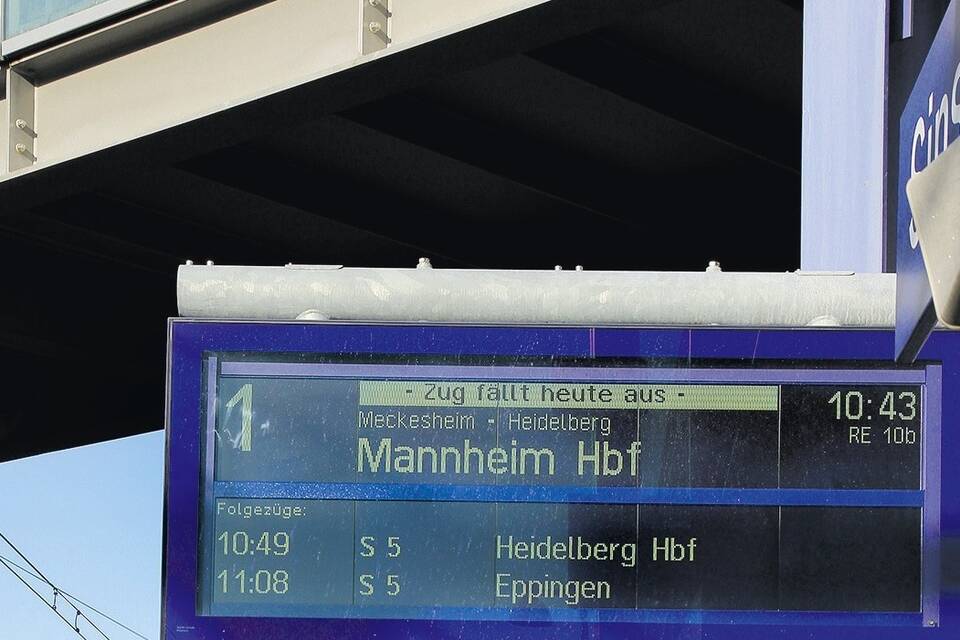 1
- Zug fällt heute aus -
10:43
Meckesheim - Heidelberg
RE 10b
Mannheim Hbf
Folgezüge:
10:49 S 5 Heidelberg Hbf
11:08 S 5 Eppingen